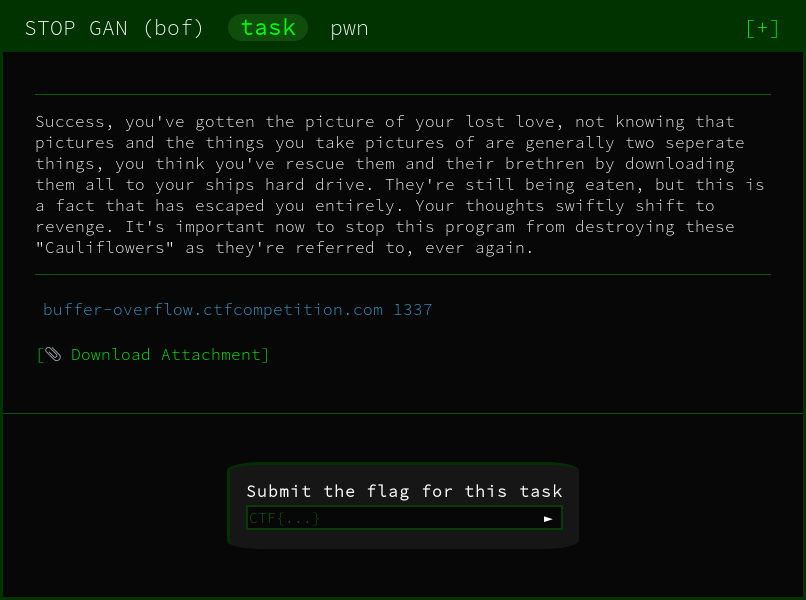 STOP GAN (bof) task pwn [+]
Success, you've gotten the picture of your lost love, not knowing that
pictures and the things you take pictures of are generally two seperate
things, you think you've rescue them and their brethren by downloading
them all to your ships hard drive. They're still being eaten, but this is
a fact that has escaped you entirely. Your thoughts swiftly shift to
revenge. It's important now to stop this program from destroying these
"Cauliflowers" as they're referred to, ever again.
buffer-overflow.ctfcompetition.com 1337
[📎 Download Attachment]
Submit the flag for this task
CTF{...} ►